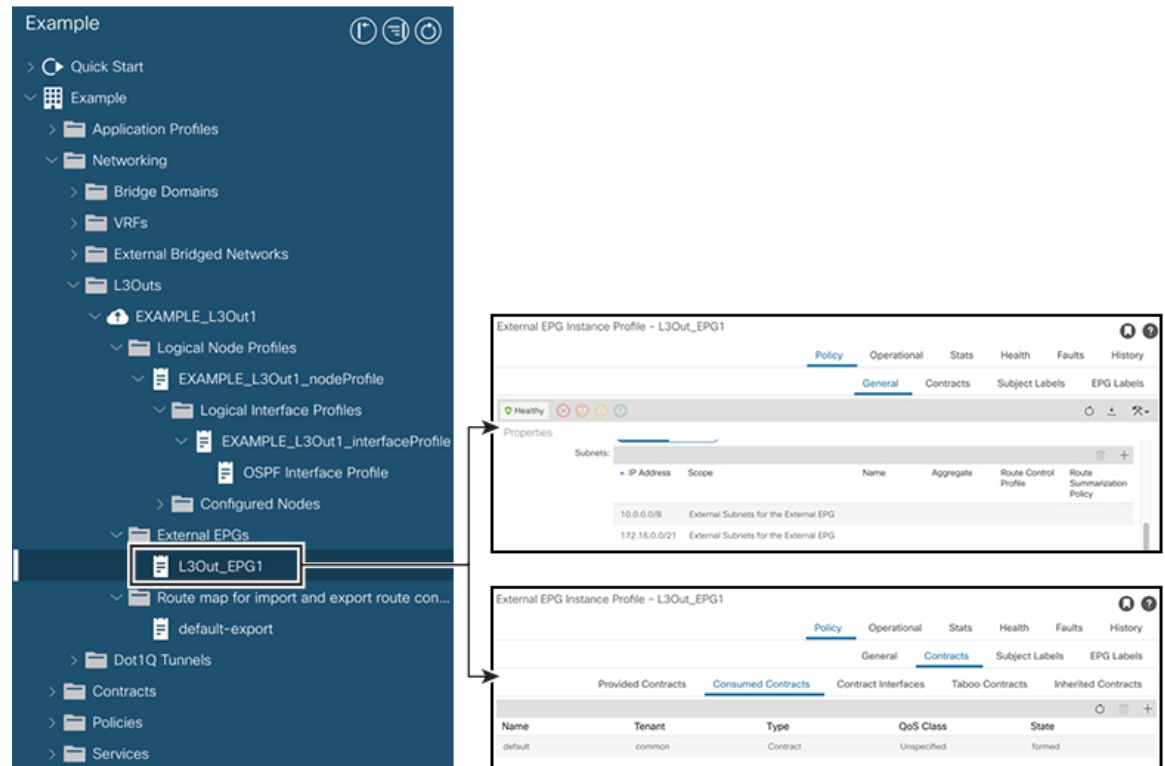 Example
Quick Start
Example
Application Profiles
Networking
Bridge Domains
VRFs
External Bridged Networks
L3Outs
EXAMPLE_L3Out1
Logical Node Profiles
EXAMPLE_L3Out1_nodeProfile
Logical Interface Profiles
EXAMPLE_L3Out1_interfaceProfile
OSPF Interface Profile
Configured Nodes
External EPGs
L3Out_EPG1
Route map for import and export route con...
default-export
Dot1Q Tunnels
Contracts
Policies
Services
External EPG Instance Profile - L3Out_EPG1
Policy Operational Stats Health Faults History
General Contracts Subject Labels EPG Labels
Healthy
Properties
Subnets:
IP Address Scope Name Aggregate Route Control Profile Route Summarization Policy
10.0.0.0/8 External Subnets for the External EPG
172.16.0.0/21 External Subnets for the External EPG
External EPG Instance Profile - L3Out_EPG1
Policy Operational Stats Health Faults History
General Contracts Subject Labels EPG Labels
Provided Contracts Consumed Contracts Contract Interfaces Taboo Contracts Inherited Contracts
Name Tenant Type QoS Class State
default common Contract Unspecified formed